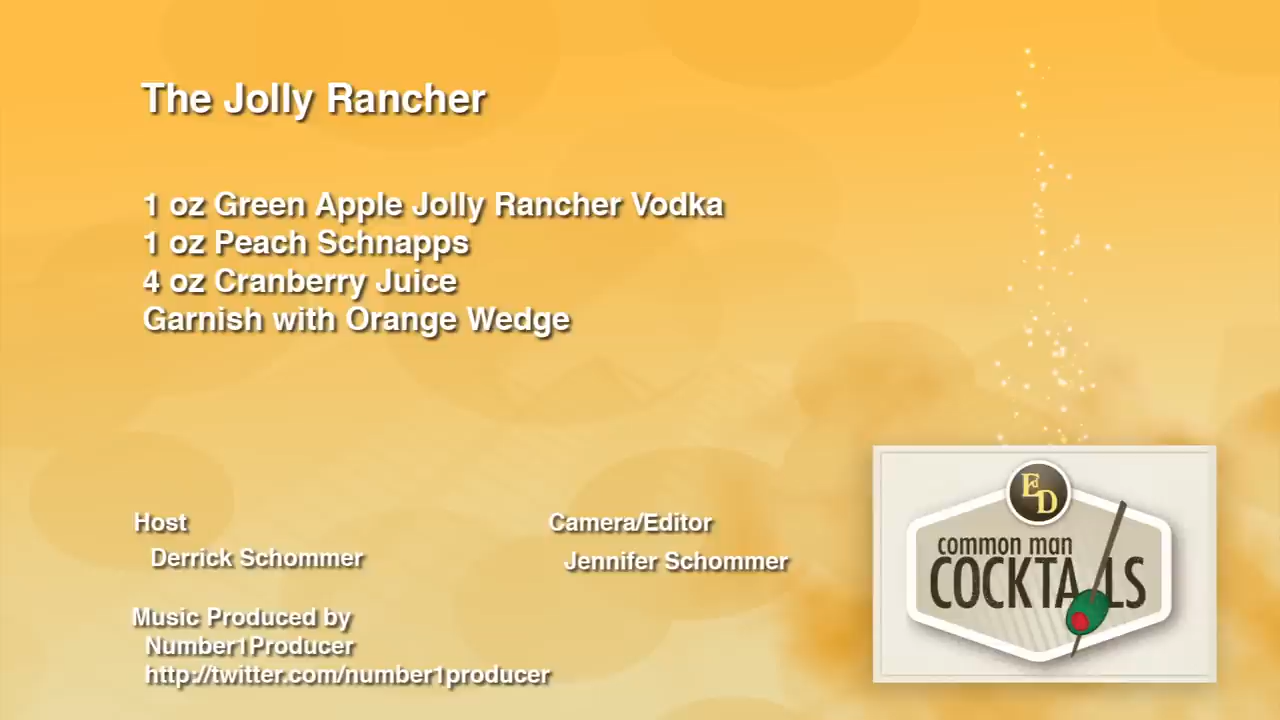 The Jolly Rancher
1 oz Green Apple Jolly Rancher Vodka
1 oz Peach Schnapps
4 oz Cranberry Juice
Garnish with Orange Wedge
Host
Derrick Schommer
Camera/Editor
Jennifer Schommer
Music Produced by
Number1Producer
http://twitter.com/number1producer
E D
common man
COCKTAILS